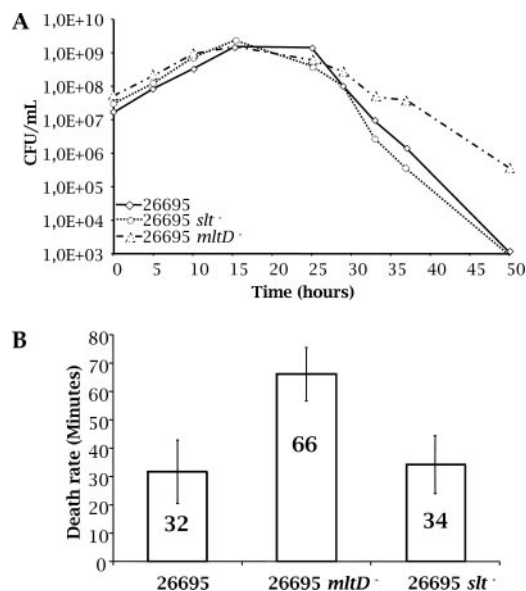 A
1,0E+10
1,0E+09
1,0E+08
1,0E+07
1,0E+06
1,0E+05
1,0E+04
1,0E+03
CFU/mL
26695
26695 slt -
26695 mltD -
0 5 10 15 20 25 30 35 40 45 50
Time (hours)
B
80
70
60
50
40
30
20
10
0
Death rate (Minutes)
32
66
34
26695 26695 mltD - 26695 slt -